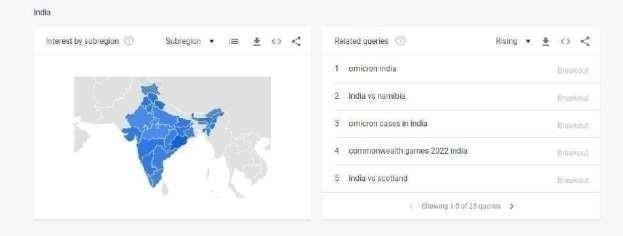 India
Interest by subregion
Subregion
Related queries
Rising
1 omicron india
Breakout
2 india vs namibia
Breakout
3 omicron cases in india
Breakout
4 commonwealth games 2022 india
Breakout
5 india vs scotland
Breakout
Showing 1-5 of 25 queries